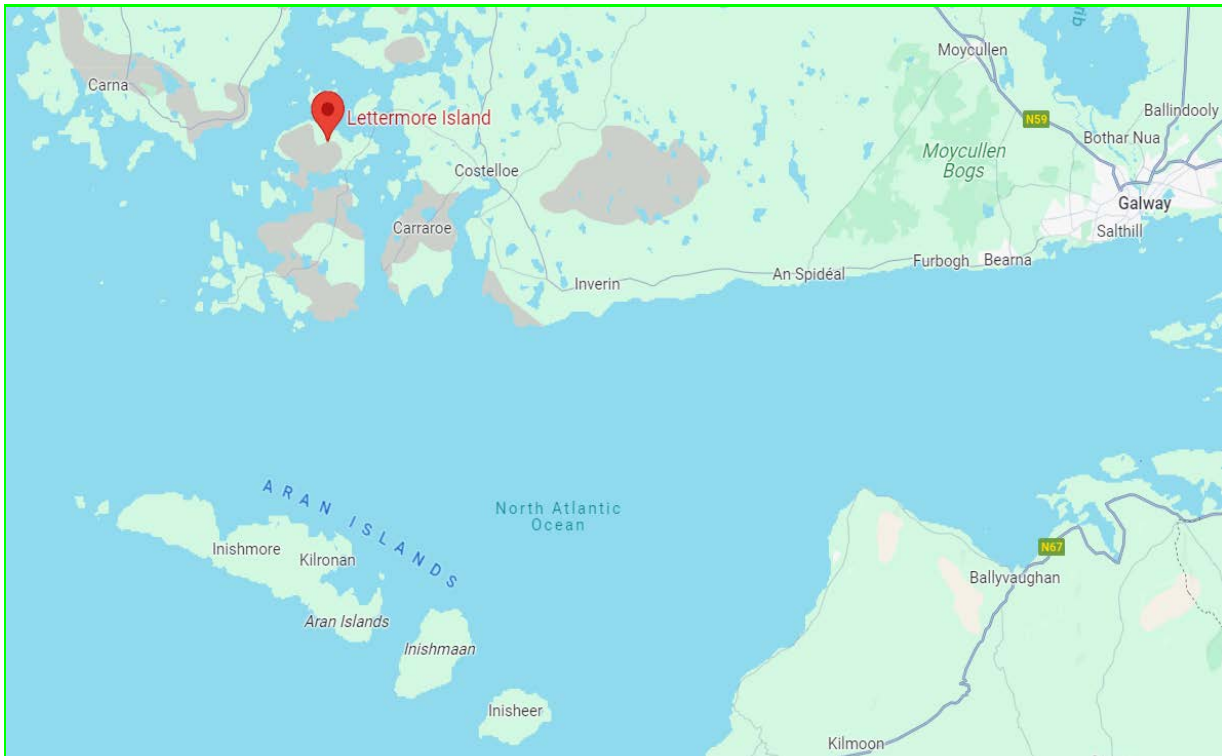 Moycullen
rib
Carna
Lettermore Island
Ballindooly
N59
Bothar Nua
Moycullen
Bogs
Costelloe
Galway
Carraroe
Salthill
Furbogh
Bearna
An Spidéal
Inverin
ARAN ISLANDS
North Atlantic
Ocean
Inishmore
Kilronan
N67
Ballyvaughan
Aran Islands
Inishmaan
Inisheer
Kilmoon